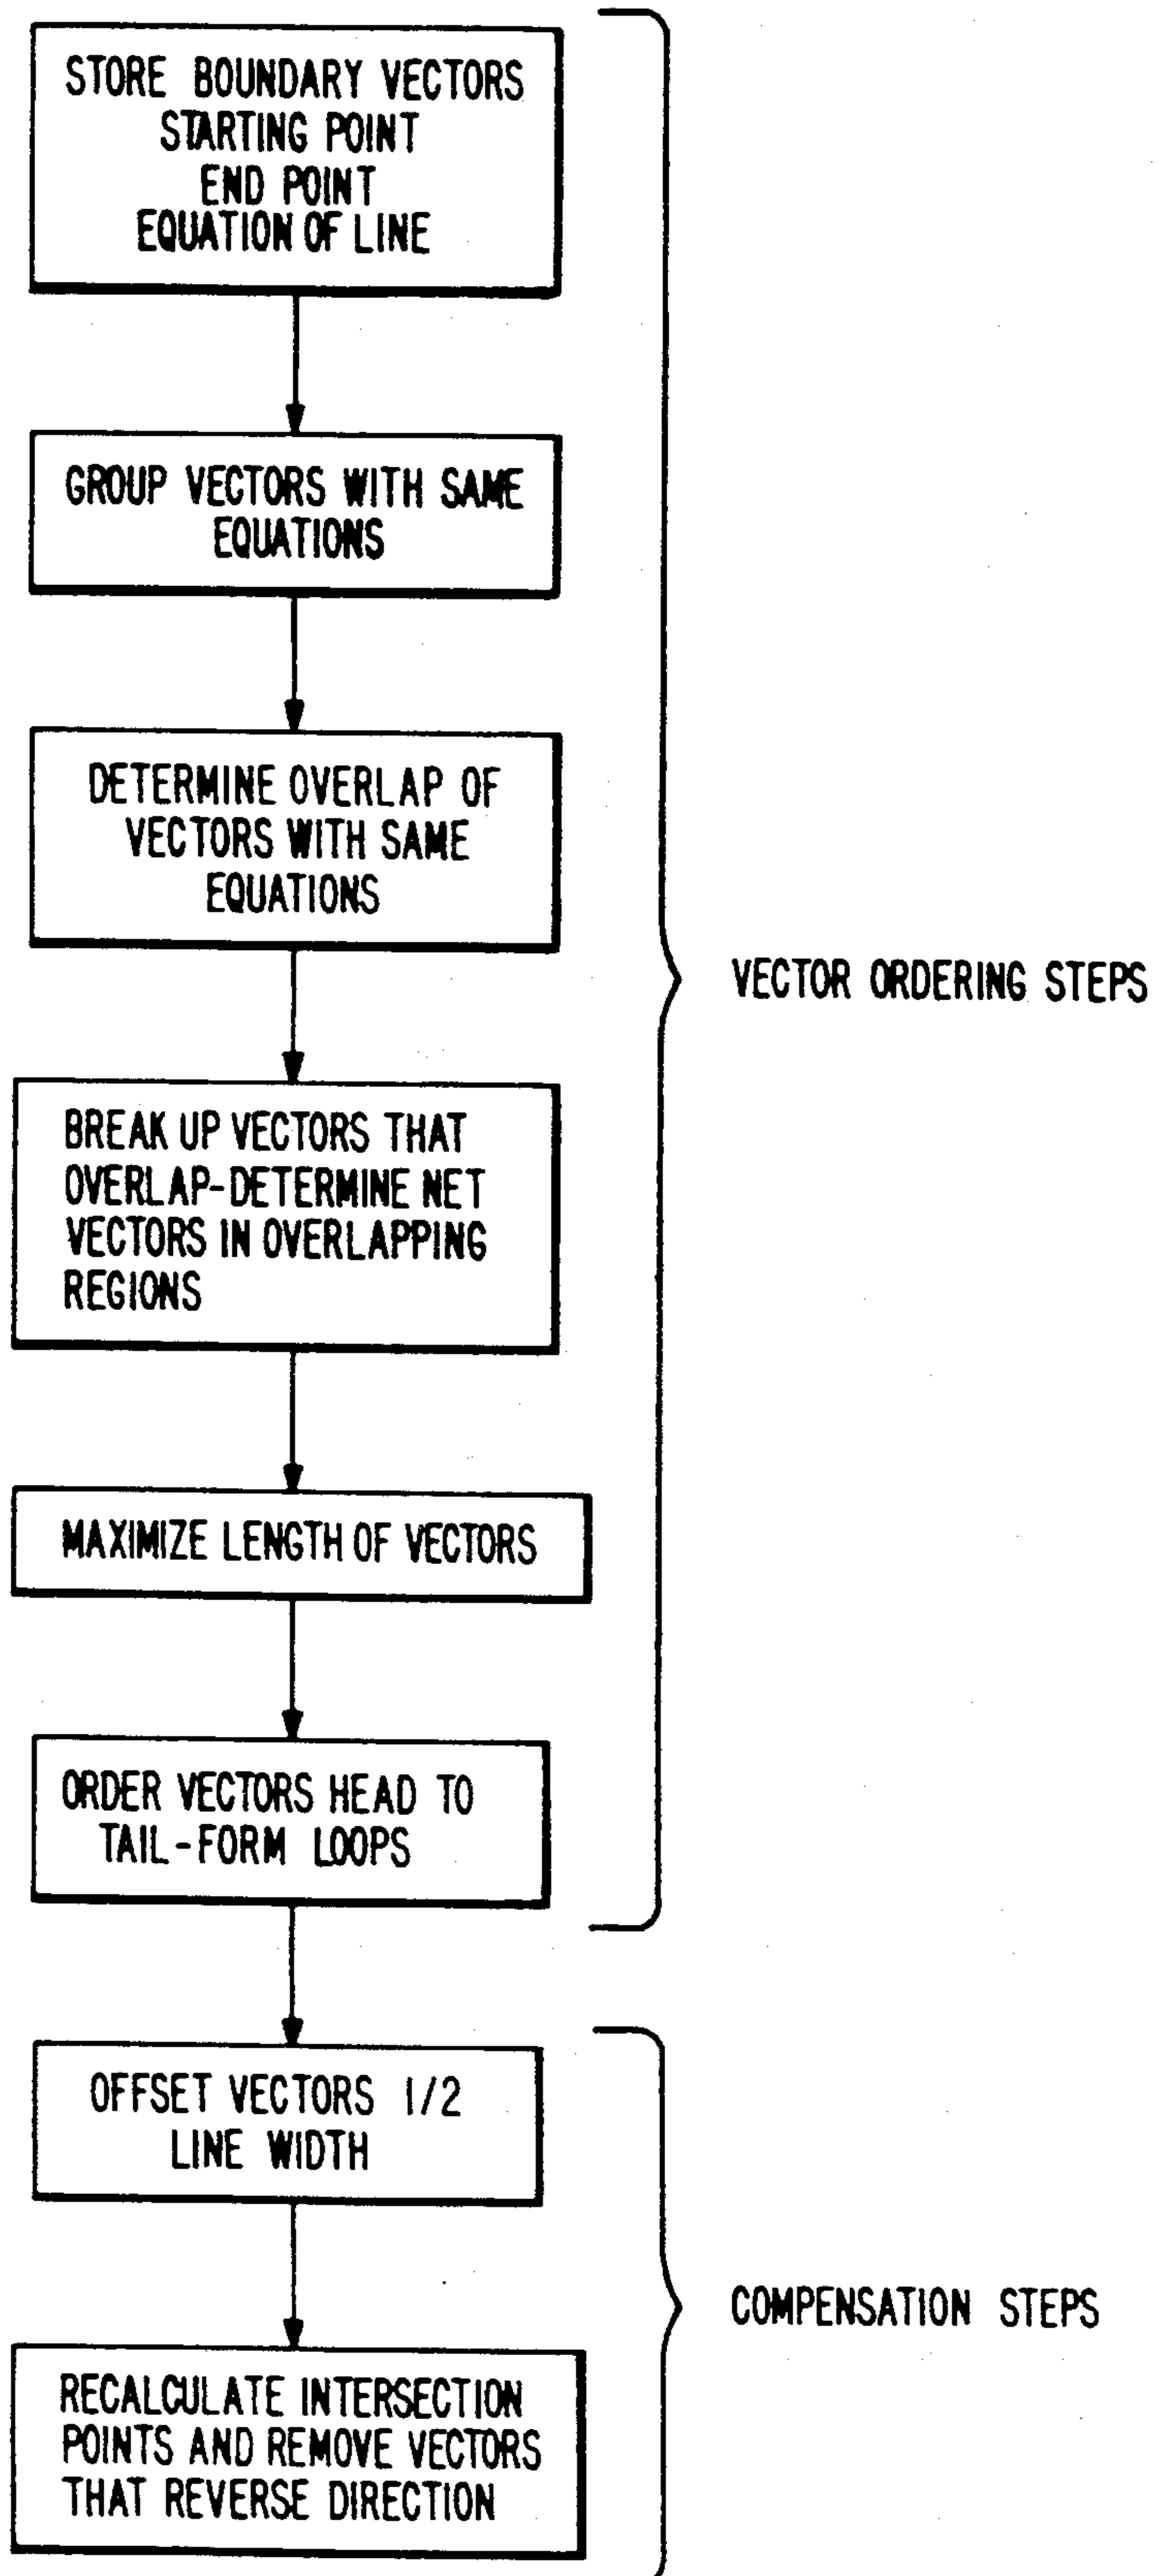 STORE BOUNDARY VECTORS
STARTING POINT
END POINT
EQUATION OF LINE
GROUP VECTORS WITH SAME
EQUATIONS
DETERMINE OVERLAP OF
VECTORS WITH SAME
EQUATIONS
VECTOR ORDERING STEPS
BREAK UP VECTORS THAT
OVERLAP-DETERMINE NET
VECTORS IN OVERLAPPING
REGIONS
MAXIMIZE LENGTH OF VECTORS
ORDER VECTORS HEAD TO
TAIL-FORM LOOPS
OFFSET VECTORS 1/2
LINE WIDTH
COMPENSATION STEPS
RECALCULATE INTERSECTION
POINTS AND REMOVE VECTORS
THAT REVERSE DIRECTION